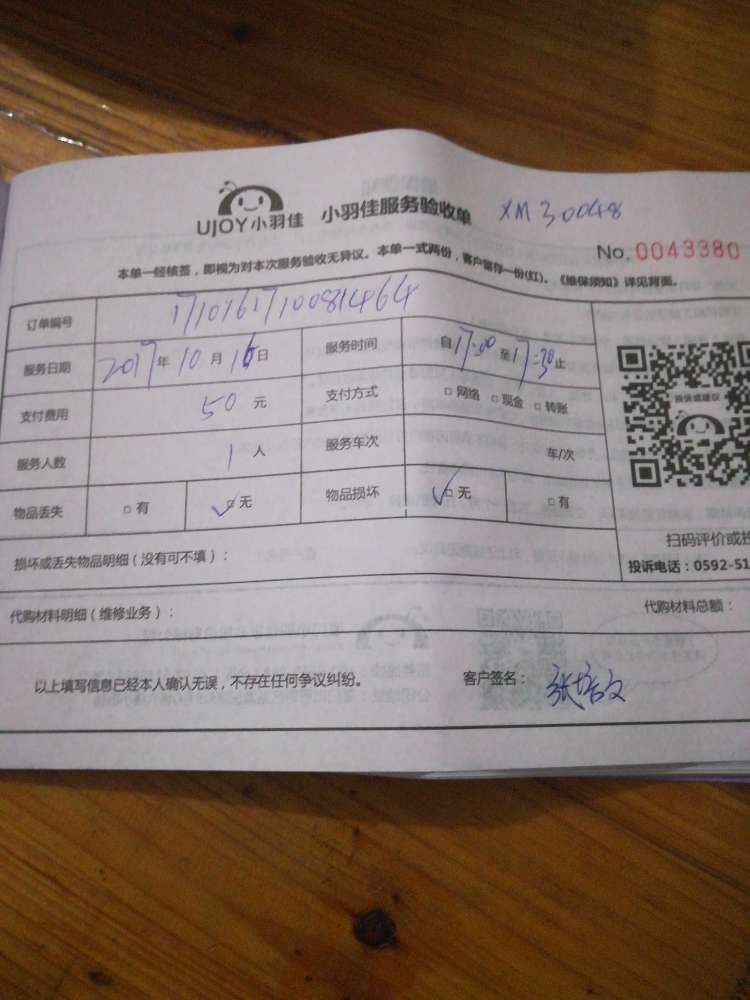 UJOY小羽佳 小羽佳服务验收单 XM30048
No. 0043380
本单一经核签，即视为对本次服务验收无异议。本单一式两份，客户留存一份(红)。《维保须知》详见背面。
订单编号 1710161710081464
服务日期 2017年10月16日 服务时间 自17:00至17:30止
支付费用 50元 支付方式 □网络 □现金 □转账
服务人数 1人 服务车次 车/次
物品丢失 □有 ✓□无 物品损坏 ✓□无 □有
损坏或丢失物品明细（没有可不填）：
扫码评价或投
投诉电话：0592-51
代购材料明细（维修业务）： 代购材料总额：
以上填写信息已经本人确认无误，不存在任何争议纠纷。 客户签名：